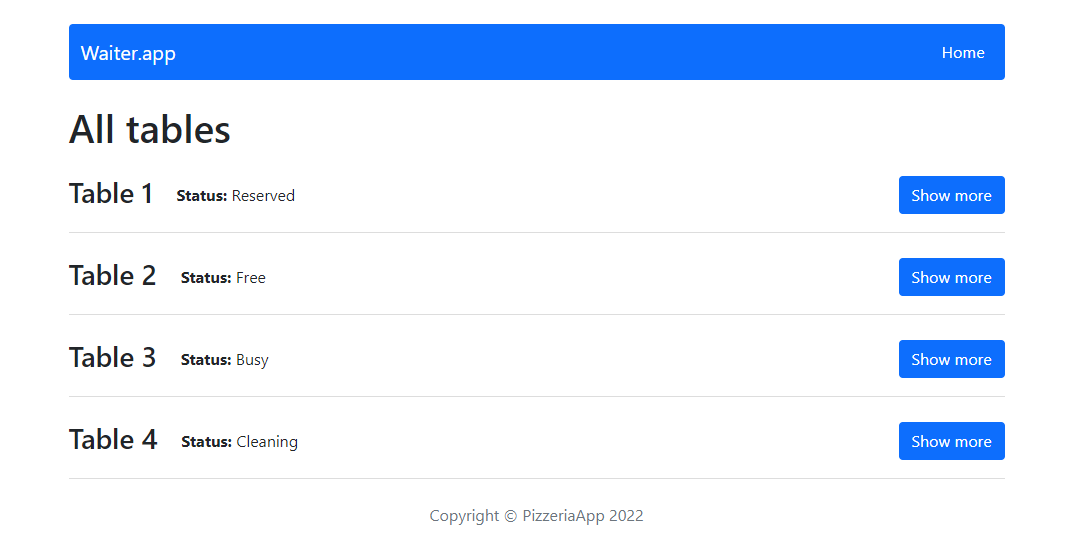 Waiter.app Home
All tables
Table 1 Status: Reserved Show more
Table 2 Status: Free Show more
Table 3 Status: Busy Show more
Table 4 Status: Cleaning Show more
Copyright © PizzeriaApp 2022